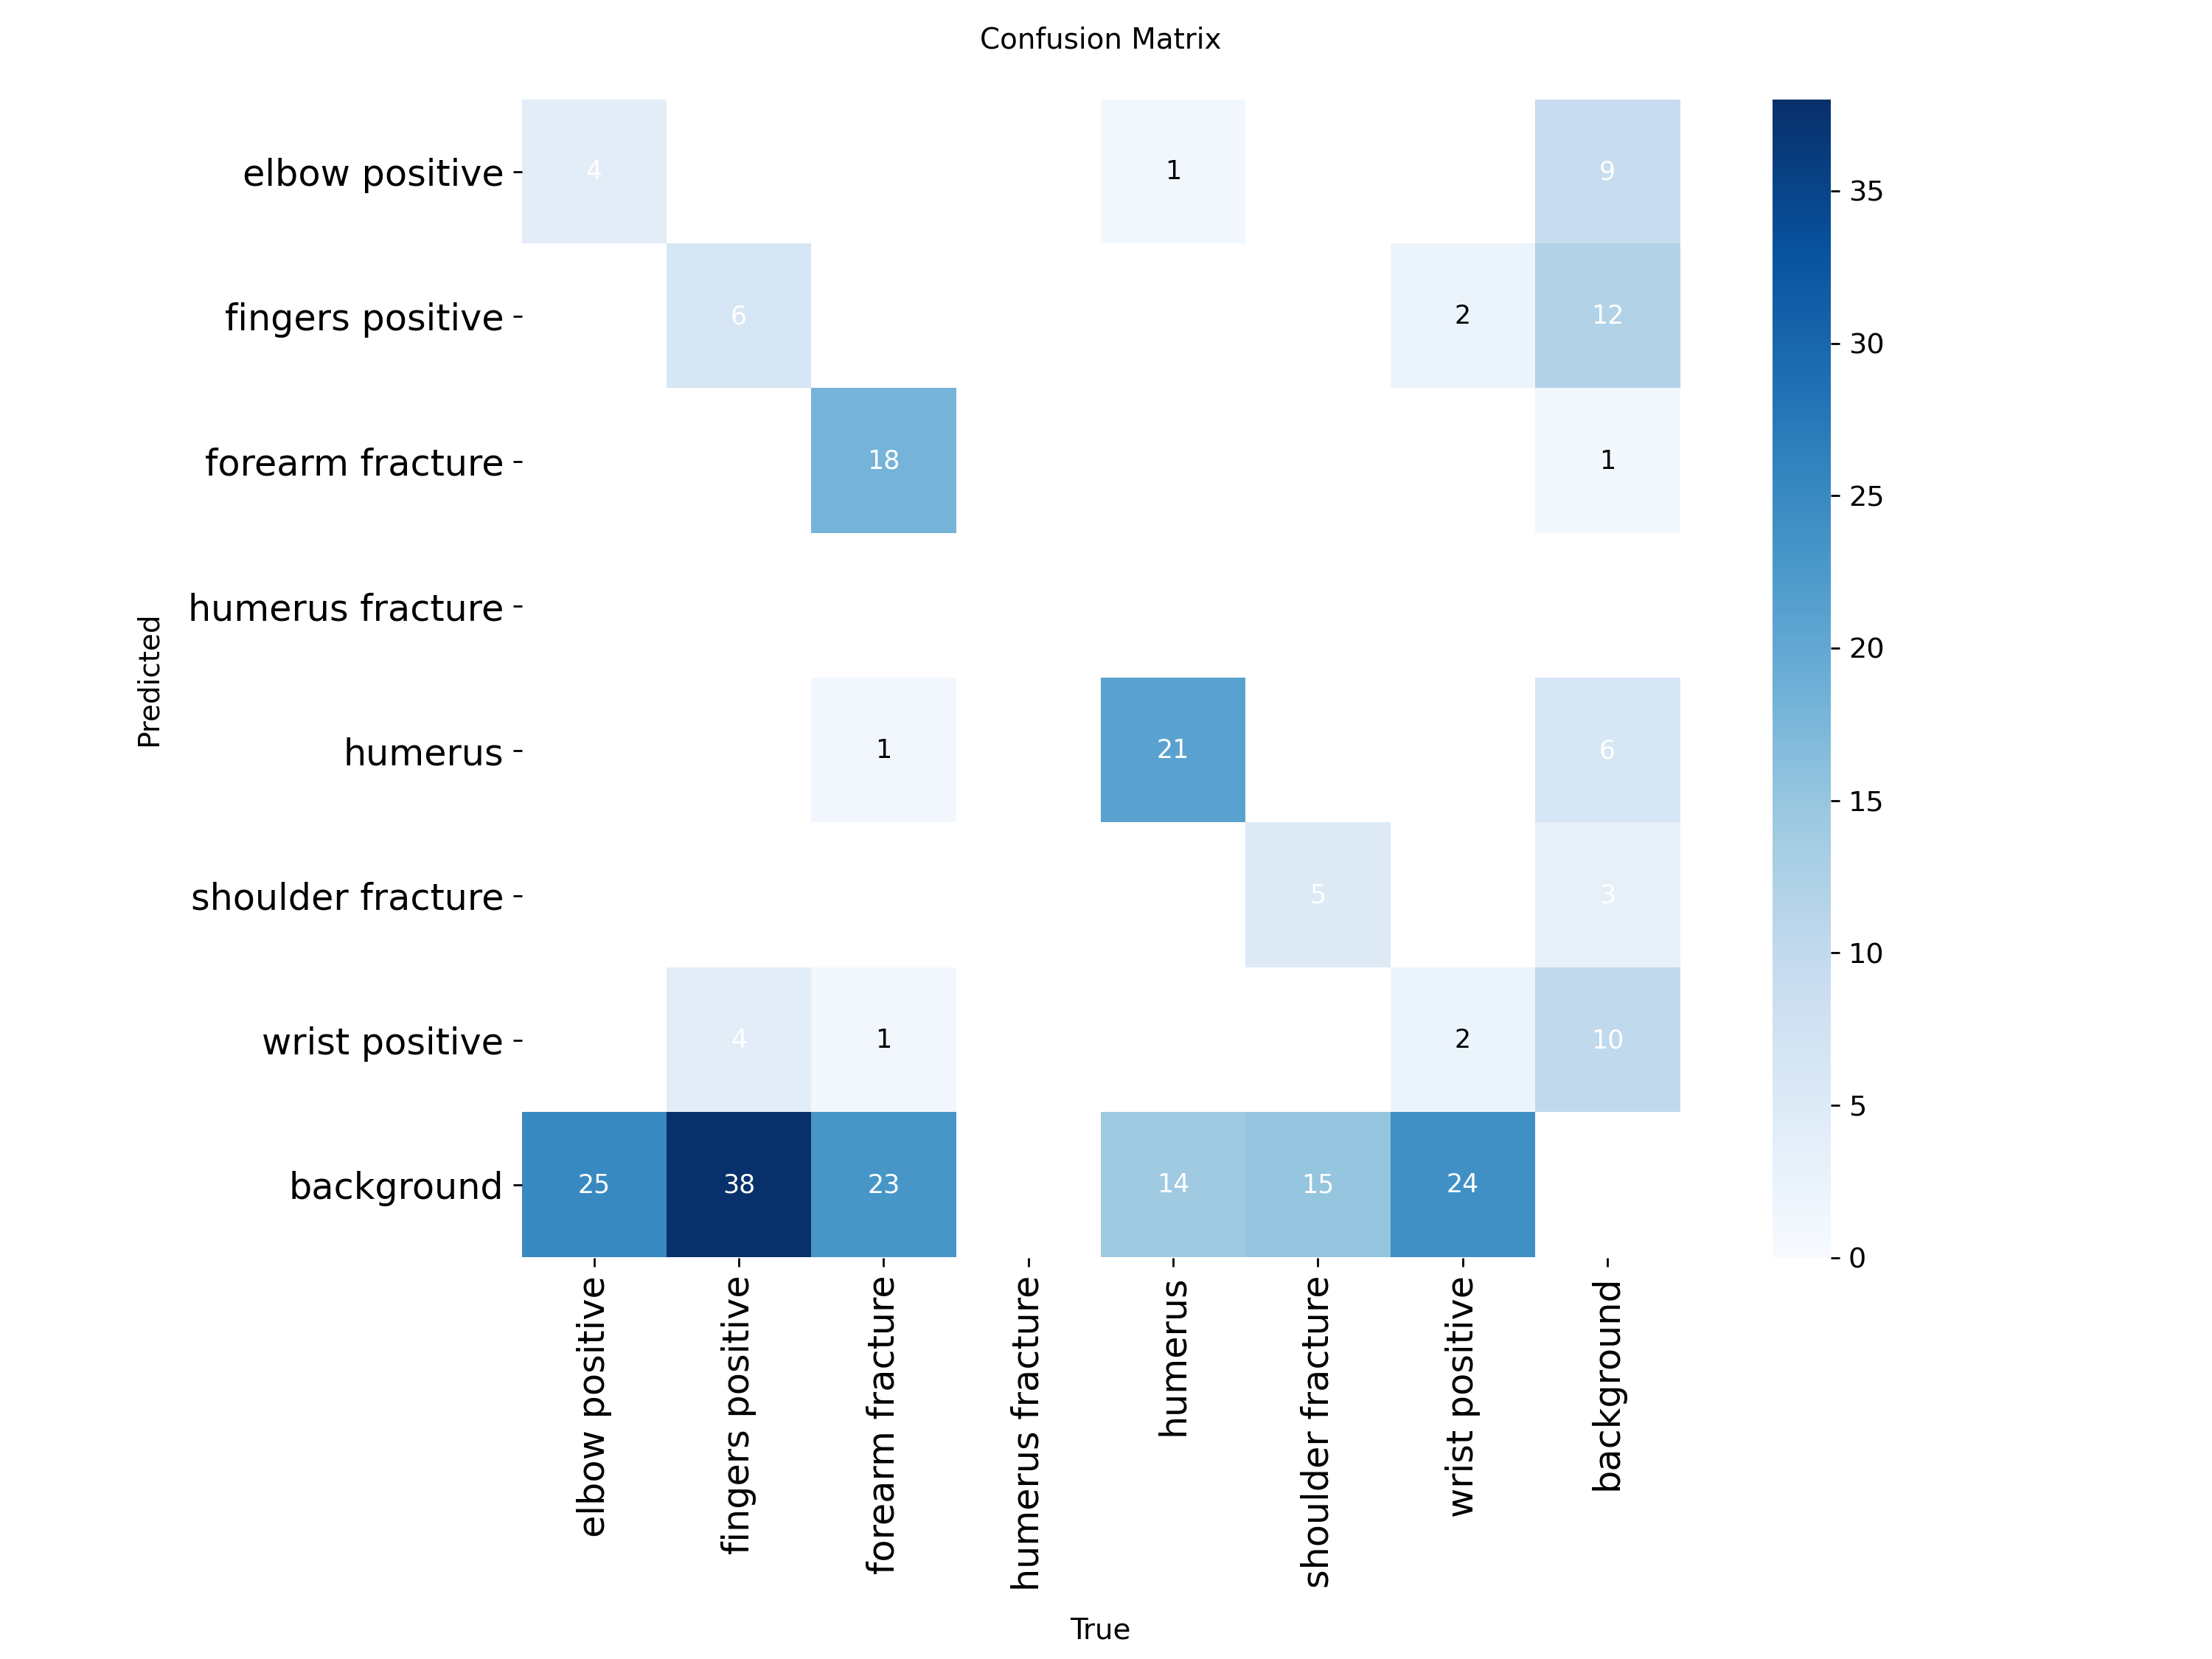 Confusion Matrix
elbow positive 4 1 9
fingers positive 6 2 12
forearm fracture 18 1
humerus fracture
humerus 1 21 6
shoulder fracture 5 3
wrist positive 4 1 2 10
background 25 38 23 14 15 24
Predicted
elbow positive
fingers positive
forearm fracture
humerus fracture
humerus
shoulder fracture
wrist positive
background
True
35
30
25
20
15
10
5
0